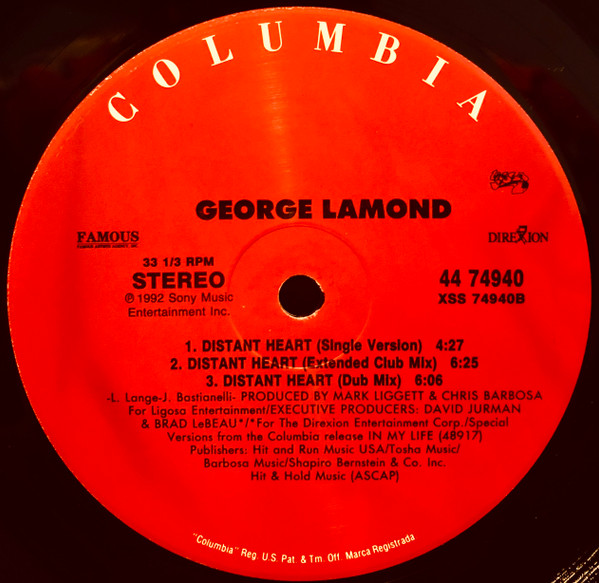 COLUMBIA
GEORGE LAMOND
FAMOUS
DIREXION
33 1/3 RPM
STEREO
℗ 1992 Sony Music
Entertainment Inc.
44 74940
XSS 74940B
1. DISTANT HEART (Single Version) 4:27
2. DISTANT HEART (Extended Club Mix) 6:25
3. DISTANT HEART (Dub Mix) 6:06
-L. Lange-J. Bastianelli- PRODUCED BY MARK LIGGETT & CHRIS BARBOSA
For Ligosa Entertainment/EXECUTIVE PRODUCERS: DAVID JURMAN
& BRAD LeBEAU*/*For The Direxion Entertainment Corp./Special
Versions from the Columbia release IN MY LIFE (48917)
Publishers: Hit and Run Music USA/Tosha Music/
Barbosa Music/Shapiro Bernstein & Co. Inc.
Hit & Hold Music (ASCAP)
"Columbia" Reg. U.S. Pat. & Tm. Off. Marca Registrada